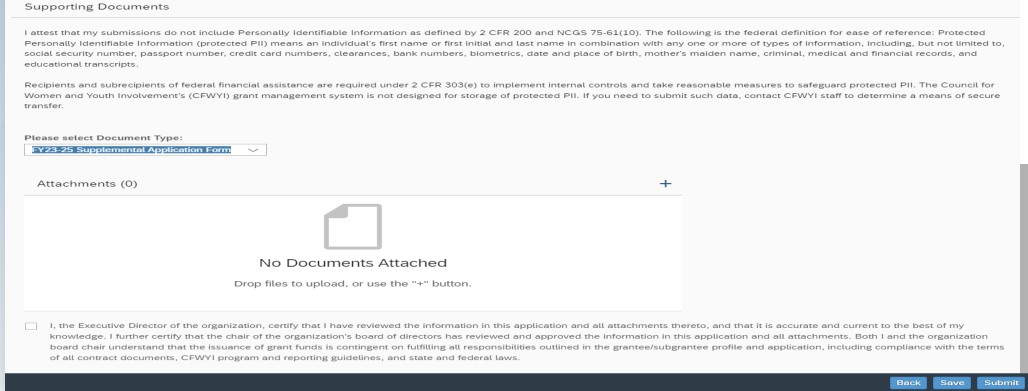 Supporting Documents
I attest that my submissions do not include Personally Identifiable Information as defined by 2 CFR 200 and NCGS 75-61(10). The following is the federal definition for ease of reference: Protected
Personally Identifiable Information (protected PII) means an individual's first name or first initial and last name in combination with any one or more of types of information, including, but not limited to,
social security number, passport number, credit card numbers, clearances, bank numbers, biometrics, date and place of birth, mother's maiden name, criminal, medical and financial records, and
educational transcripts.
Recipients and subrecipients of federal financial assistance are required under 2 CFR 303(e) to implement internal controls and take reasonable measures to safeguard protected PII. The Council for
Women and Youth Involvement's (CFWYI) grant management system is not designed for storage of protected PII. If you need to submit such data, contact CFWYI staff to determine a means of secure
transfer.
Please select Document Type:
FY23-25 Supplemental Application Form
Attachments (0)
+
No Documents Attached
Drop files to upload, or use the "+" button.
I, the Executive Director of the organization, certify that I have reviewed the information in this application and all attachments thereto, and that it is accurate and current to the best of my
knowledge. I further certify that the chair of the organization's board of directors has reviewed and approved the information in this application and all attachments. Both I and the organization
board chair understand that the issuance of grant funds is contingent on fulfilling all responsibilities outlined in the grantee/subgrantee profile and application, including compliance with the terms
of all contract documents, CFWYI program and reporting guidelines, and state and federal laws.
Back Save Submit